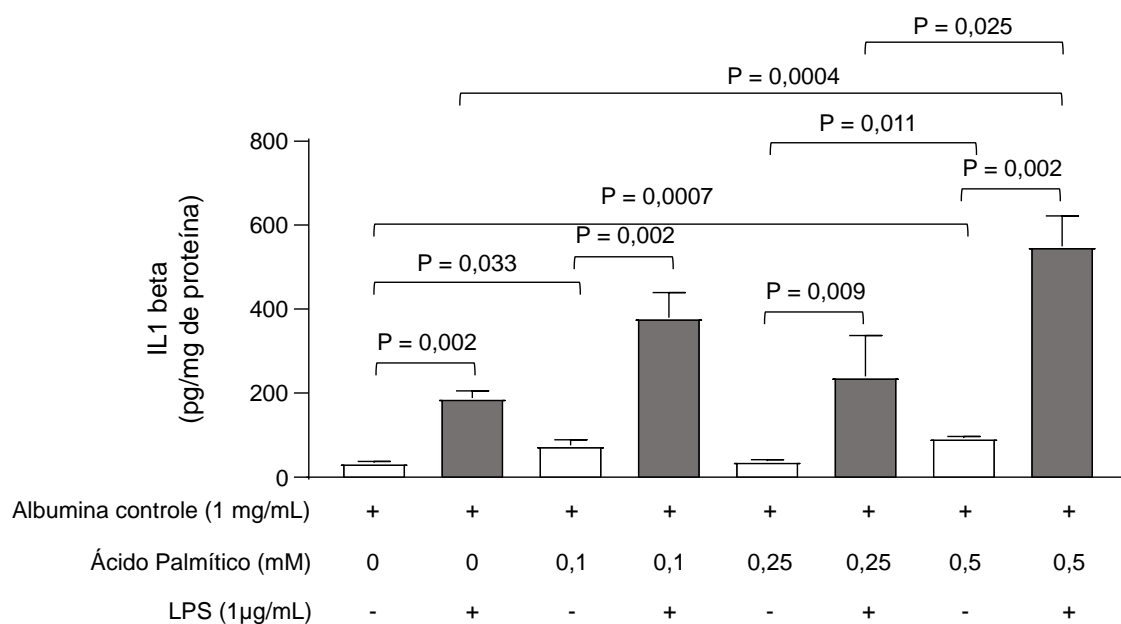 P = 0,025
P = 0,0004
P = 0,011
P = 0,002
P = 0,0007
P = 0,002
P = 0,033
P = 0,009
P = 0,002
IL1 beta
(pg/mg de proteína)
800
600
400
200
0
Albumina controle (1 mg/mL) + + + + + + + +
Ácido Palmítico (mM) 0 0 0,1 0,1 0,25 0,25 0,5 0,5
LPS (1µg/mL) - + - + - + - +